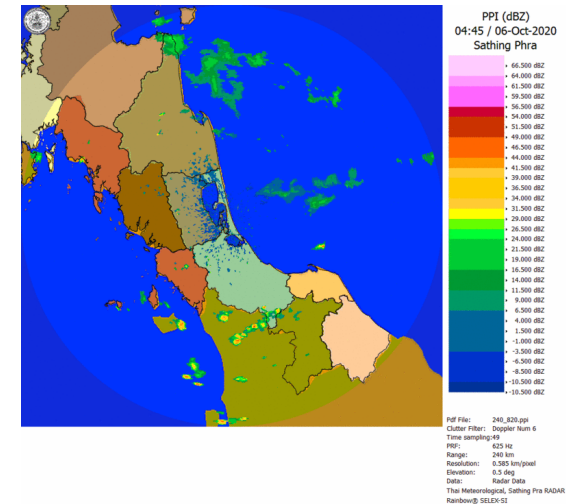 PPI (dBZ)
04:45 / 06-Oct-2020
Sathing Phra
66.500 dBZ
64.000 dBZ
61.500 dBZ
59.500 dBZ
56.500 dBZ
54.000 dBZ
51.500 dBZ
49.000 dBZ
46.500 dBZ
44.000 dBZ
41.500 dBZ
39.000 dBZ
36.500 dBZ
34.000 dBZ
31.500 dBZ
29.000 dBZ
26.500 dBZ
24.000 dBZ
21.500 dBZ
19.000 dBZ
16.500 dBZ
14.000 dBZ
11.500 dBZ
9.000 dBZ
6.500 dBZ
4.000 dBZ
1.500 dBZ
-1.000 dBZ
-3.500 dBZ
-6.500 dBZ
-8.500 dBZ
-10.500 dBZ
-10.500 dBZ
Pdf File: 240_820.ppi
Clutter Filter: Doppler Num 6
Time sampling:49
PRF: 625 Hz
Range: 240 km
Resolution: 0.585 km/pixel
Elevation: 0.5 deg
Data: Radar Data
Thai Meteorological, Sathing Pra RADAR
Rainbow® SELEX-SI